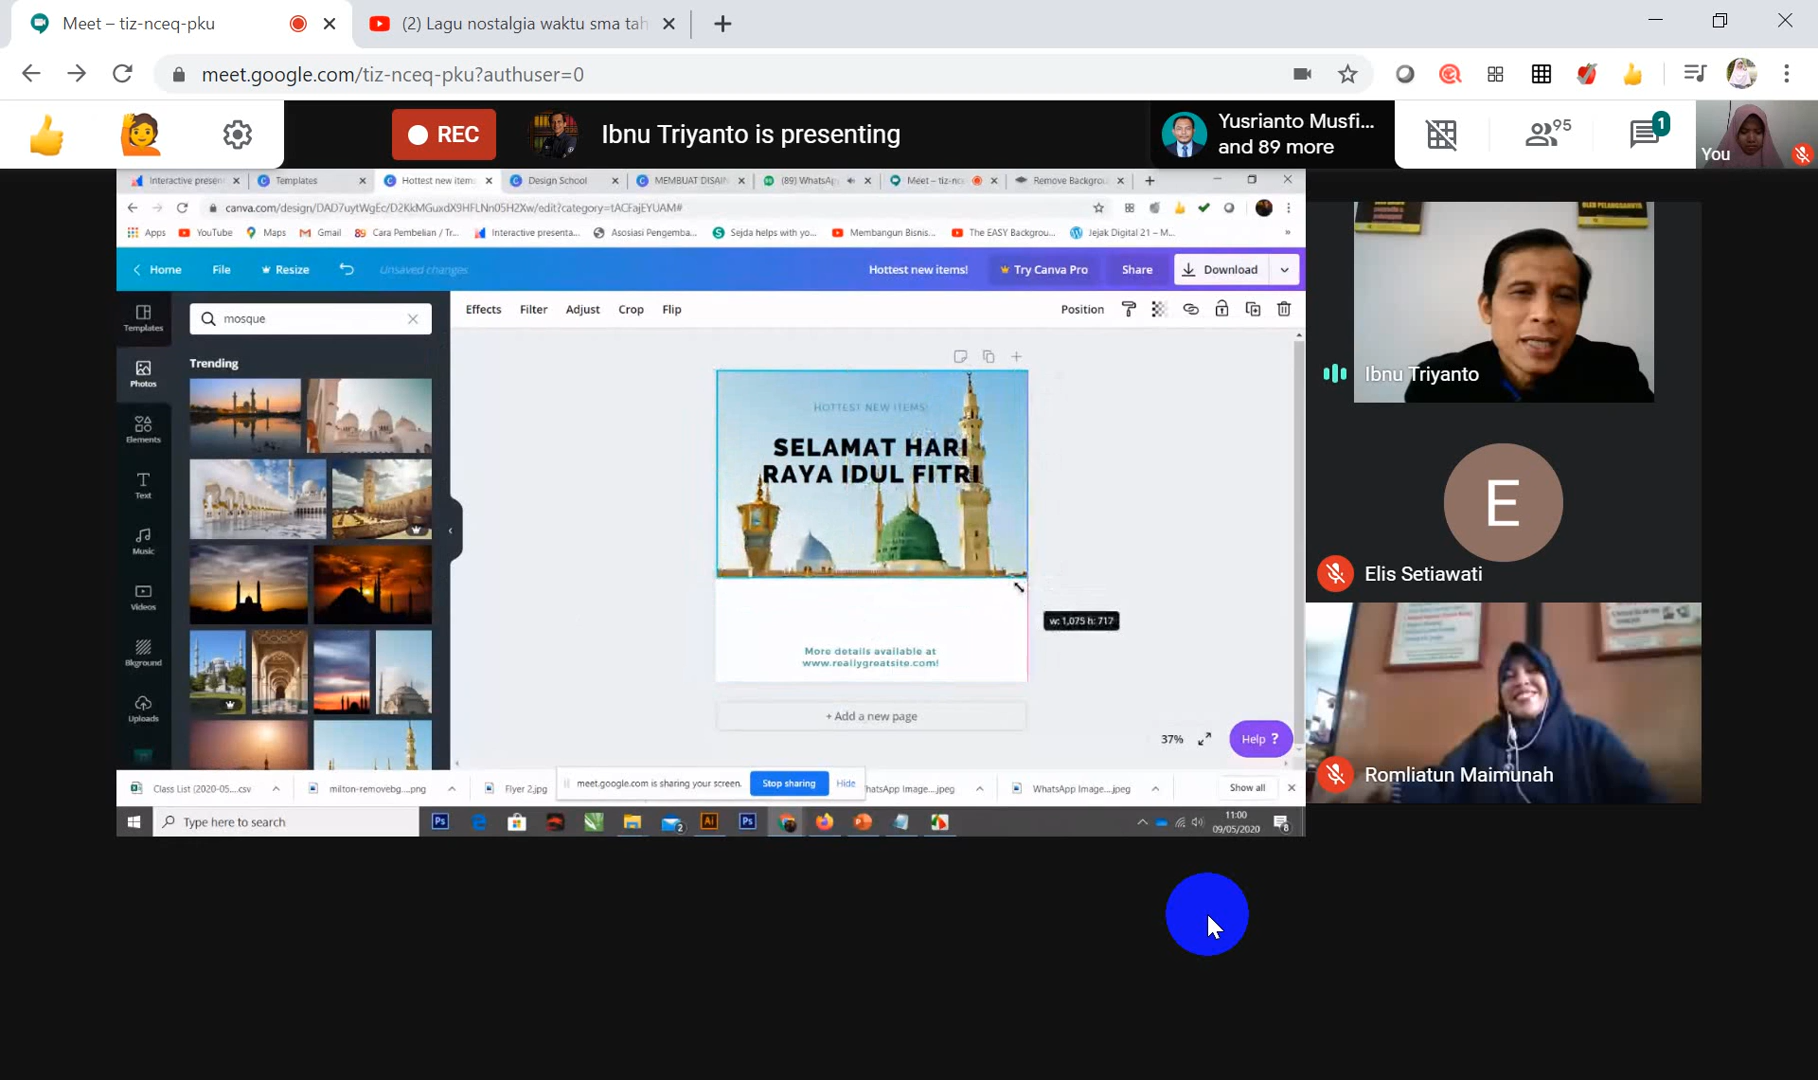 Meet – tiz-nceq-pku
(2) Lagu nostalgia waktu sma tah
meet.google.com/tiz-nceq-pku?authuser=0
REC
Ibnu Triyanto is presenting
Yusrianto Musfi...
and 89 more
95
1
You
Interactive presen
Templates
Hottest new item
Design School
MEMBUAT DISAIN
(89) WhatsAp
Meet – tiz-nc
Remove Backgrou
canva.com/design/DAD7uytWgEc/D2KkMGuxdX9HFLNn05H2Xw/edit?category=tACFajEYUAM#
Apps
YouTube
Maps
Gmail
Cara Pembelian / Tr...
Interactive presenta...
Asosiasi Pengemba...
Sejda helps with yo...
Membangun Bisnis...
The EASY Backgrou...
Jejak Digital 21 – M...
Home
File
Resize
Unsaved changes
Hottest new items!
Try Canva Pro
Share
Download
Templates
Photos
Elements
Text
Music
Videos
Bkground
Uploads
mosque
Trending
Effects
Filter
Adjust
Crop
Flip
Position
HOTTEST NEW ITEMS!
SELAMAT HARI
RAYA IDUL FITRI
w: 1,075 h: 717
More details available at
www.reallygreatsite.com!
+ Add a new page
37%
Help ?
Class List (2020-05....csv
milton-removebg....png
Flyer 2.jpg
meet.google.com is sharing your screen.
Stop sharing
Hide
hatsApp Image....jpeg
WhatsApp Image....jpeg
Show all
Type here to search
Ps
2
Ai
Ps
11:00
09/05/2020
8
Ibnu Triyanto
E
Elis Setiawati
Romliatun Maimunah